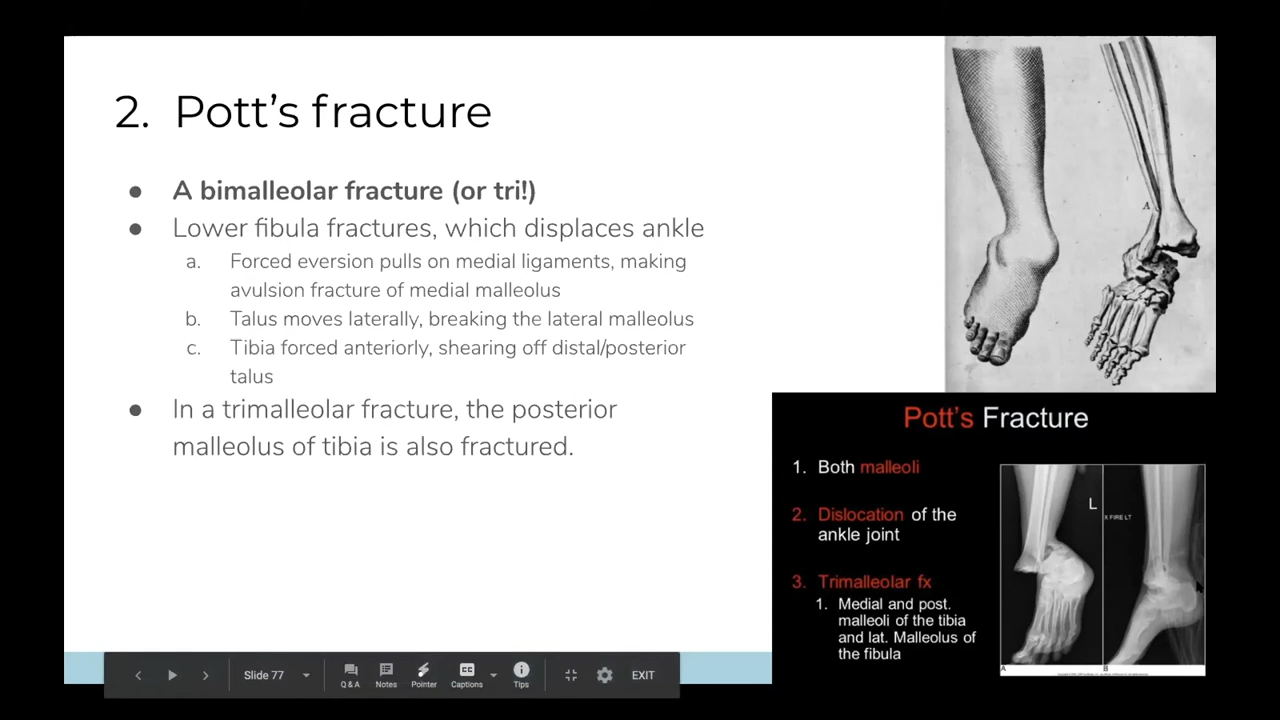 2. Pott's fracture
● A bimalleolar fracture (or tri!)
● Lower fibula fractures, which displaces ankle
a. Forced eversion pulls on medial ligaments, making
avulsion fracture of medial malleolus
b. Talus moves laterally, breaking the lateral malleolus
c. Tibia forced anteriorly, shearing off distal/posterior
talus
● In a trimalleolar fracture, the posterior
malleolus of tibia is also fractured.
A
Pott's Fracture
1. Both malleoli
2. Dislocation of the
ankle joint
3. Trimalleolar fx
1. Medial and post.
malleoli of the tibia
and lat. Malleolus of
the fibula
L
X FIRE LT
A
B
Slide 77
Q & A
Notes
Pointer
Captions
Tips
EXIT